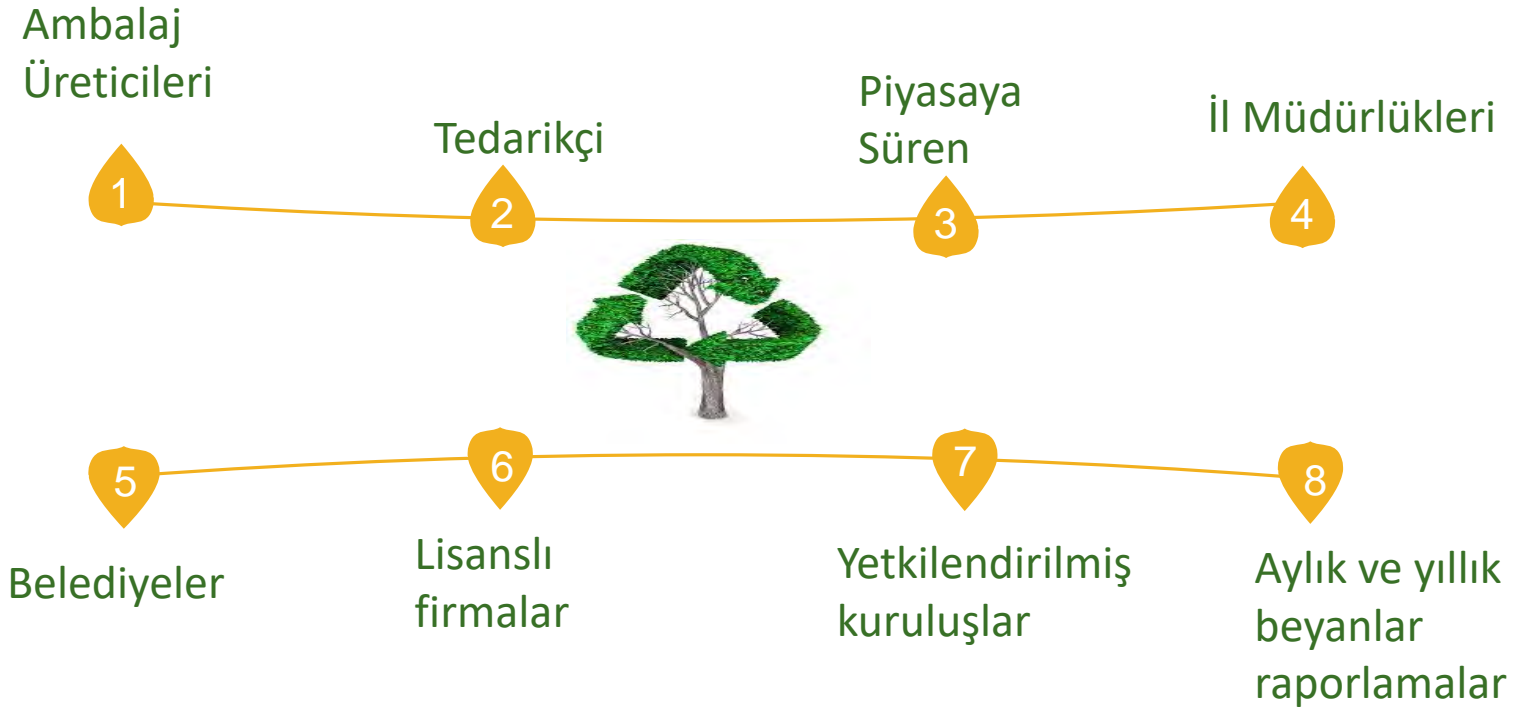 Ambalaj
Üreticileri
1
Tedarikçi
2
Piyasaya
Süren
3
İl Müdürlükleri
4
5
Belediyeler
6
Lisanslı
firmalar
7
Yetkilendirilmiş
kuruluşlar
8
Aylık ve yıllık
beyanlar
raporlamalar